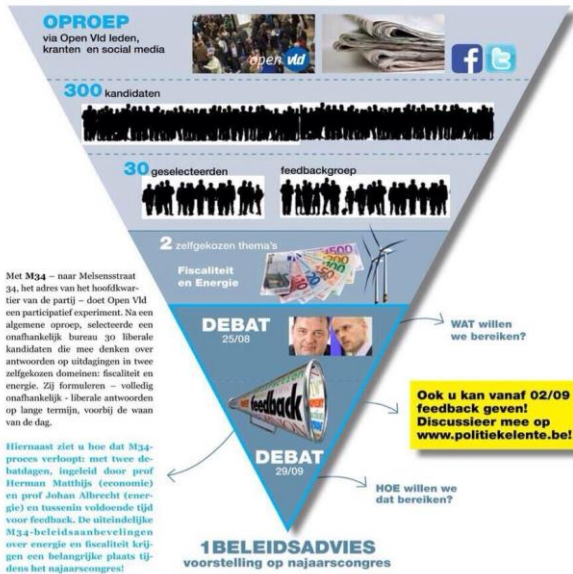 OPROEP
via Open Vld leden,
kranten en social media
open vld
300 kandidaten
30 geselecteerden
feedbackgroep
2 zelfgekozen thema's
Fiscaliteit
en Energie
DEBAT
25/08
WAT willen
we bereiken?
feedback
Ook u kan vanaf 02/09
feedback geven!
Discussieer mee op
www.politiekelente.be!
DEBAT
29/09
HOE willen we
dat bereiken?
1 BELEIDSADVIES
voorstelling op najaarscongres
Met M34 – naar Melsensstraat
34, het adres van het hoofdkwar-
tier van de partij – doet Open Vld
een participatief experiment. Na een
algemene oproep, selecteerde een
onafhankelijk bureau 30 liberale
kandidaten die mee denken over
antwoorden op uitdagingen in twee
zelfgekozen domeinen: fiscaliteit en
energie. Zij formuleren – volledig
onafhankelijk - liberale antwoorden
op lange termijn, voorbij de waan
van de dag.
Hiernaast ziet u hoe dat M34-
proces verloopt: met twee de-
batdagen, ingeleid door prof
Herman Matthijs (economie)
en prof Johan Albrecht (ener-
gie) en tussenin voldoende tijd
voor feedback. De uiteindelijke
M34-beleidsaanbevelingen
over energie en fiscaliteit krij-
gen een belangrijke plaats tij-
dens het najaarscongres!